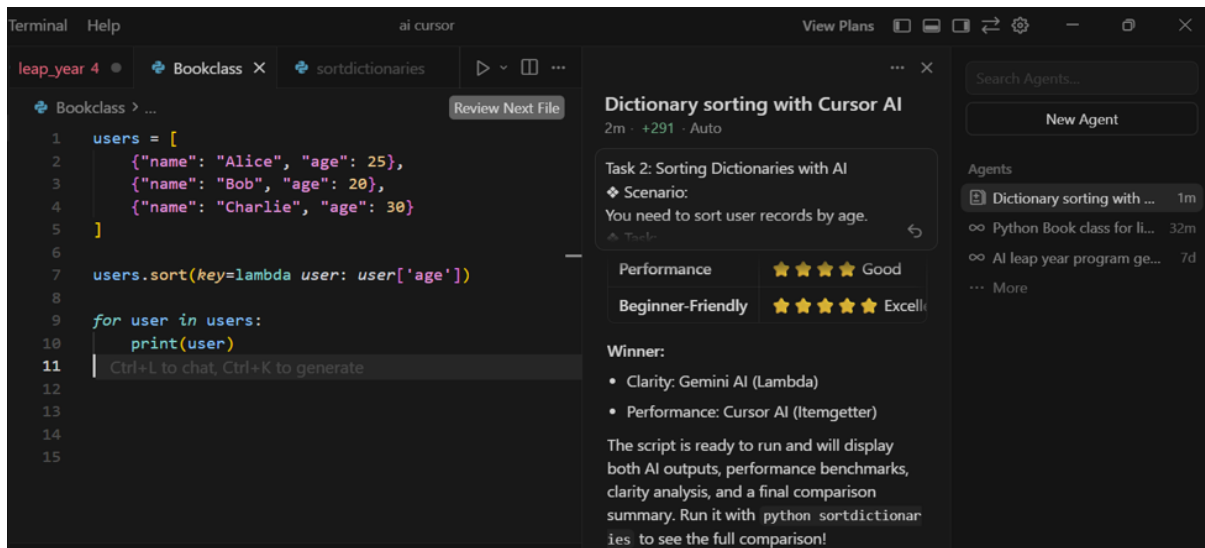 Terminal Help ai cursor View Plans
leap_year 4 Bookclass sortdictionaries
Bookclass > ...
Review Next File
1 users = [
2 {"name": "Alice", "age": 25},
3 {"name": "Bob", "age": 20},
4 {"name": "Charlie", "age": 30}
5 ]
6
7 users.sort(key=lambda user: user['age'])
8
9 for user in users:
10 print(user)
11 Ctrl+L to chat, Ctrl+K to generate
12
13
14
15
Dictionary sorting with Cursor AI
2m · +291 · Auto
Task 2: Sorting Dictionaries with AI
❖ Scenario:
You need to sort user records by age.
❖ Task:
Performance ⭐⭐⭐⭐ Good
Beginner-Friendly ⭐⭐⭐⭐⭐ Excelle
Winner:
• Clarity: Gemini AI (Lambda)
• Performance: Cursor AI (Itemgetter)
The script is ready to run and will display
both AI outputs, performance benchmarks,
clarity analysis, and a final comparison
summary. Run it with python sortdictionar
ies to see the full comparison!
Search Agents...
New Agent
Agents
Dictionary sorting with ... 1m
Python Book class for li... 32m
AI leap year program ge... 7d
... More